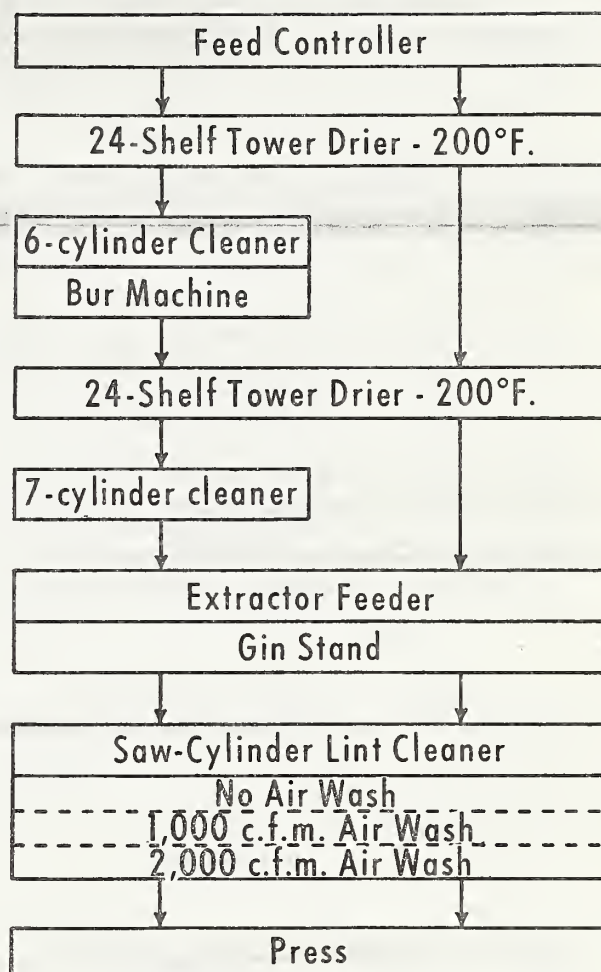 Feed Controller
24-Shelf Tower Drier - 200°F.
6-cylinder Cleaner
Bur Machine
24-Shelf Tower Drier - 200°F.
7-cylinder cleaner
Extractor Feeder
Gin Stand
Saw-Cylinder Lint Cleaner
No Air Wash
1,000 c.f.m. Air Wash
2,000 c.f.m. Air Wash
Press